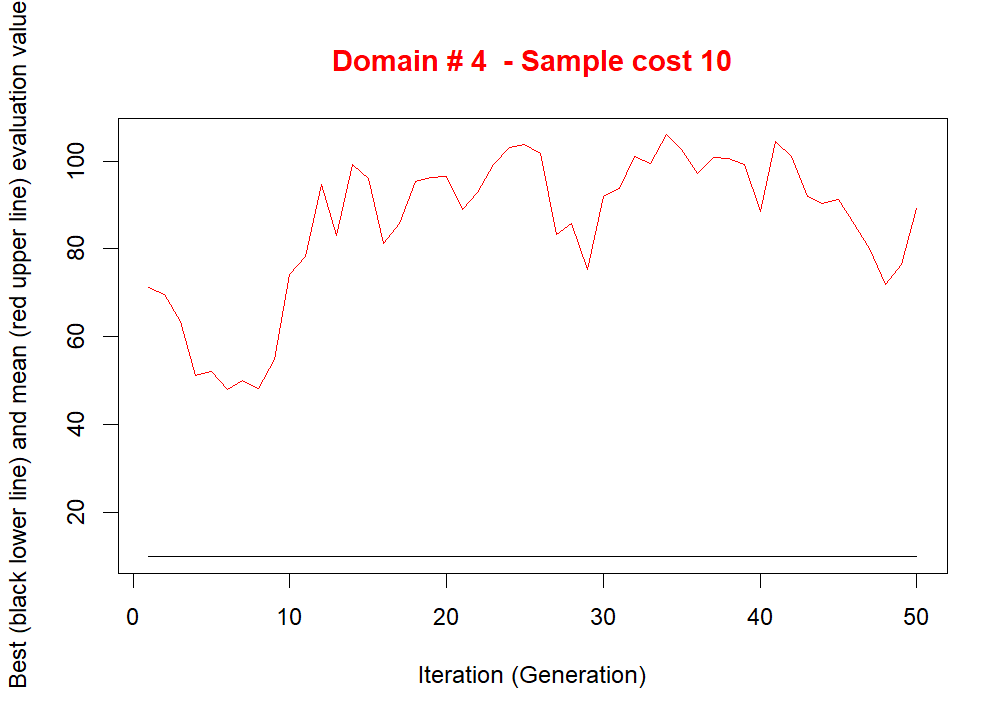 Domain # 4  - Sample cost 10
Best (black lower line) and mean (red upper line) evaluation value
100
80
60
40
20
0 10 20 30 40 50
Iteration (Generation)